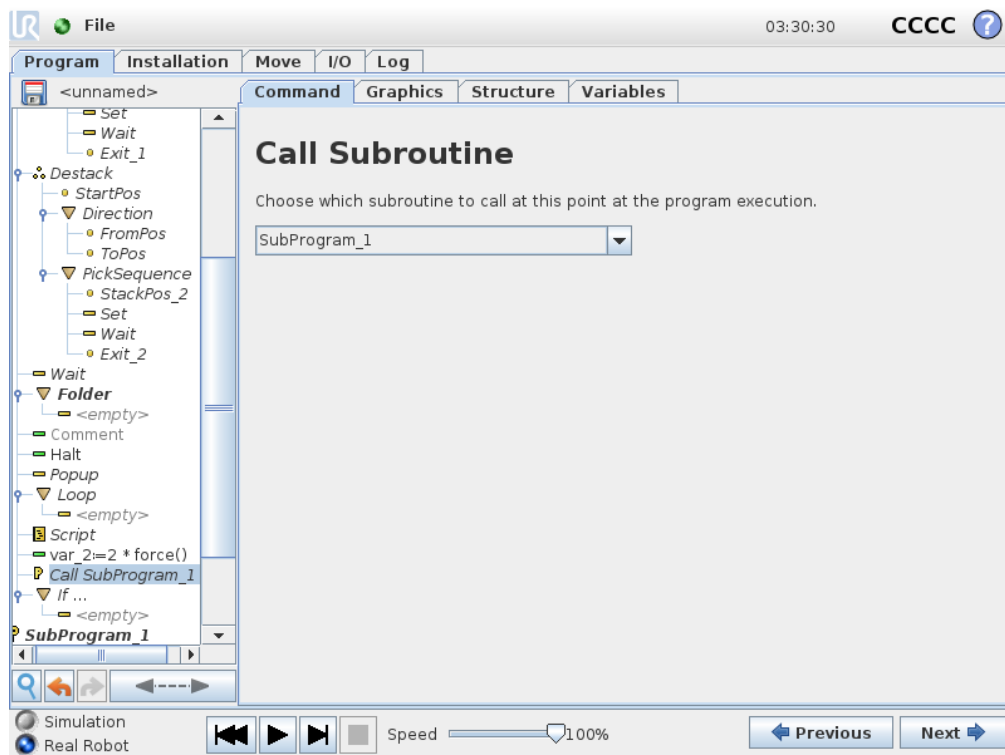 UR File 03:30:30 CCCC ?
Program Installation Move I/O Log
<unnamed> Command Graphics Structure Variables
Set
Wait
Exit_1
Destack
StartPos
Direction
FromPos
ToPos
PickSequence
StackPos_2
Set
Wait
Exit_2
Wait
Folder
<empty>
Comment
Halt
Popup
Loop
<empty>
Script
var_2:=2 * force()
Call SubProgram_1
If ...
<empty>
SubProgram_1
Call Subroutine
Choose which subroutine to call at this point at the program execution.
SubProgram_1
Simulation
Real Robot
Speed 100%
Previous Next